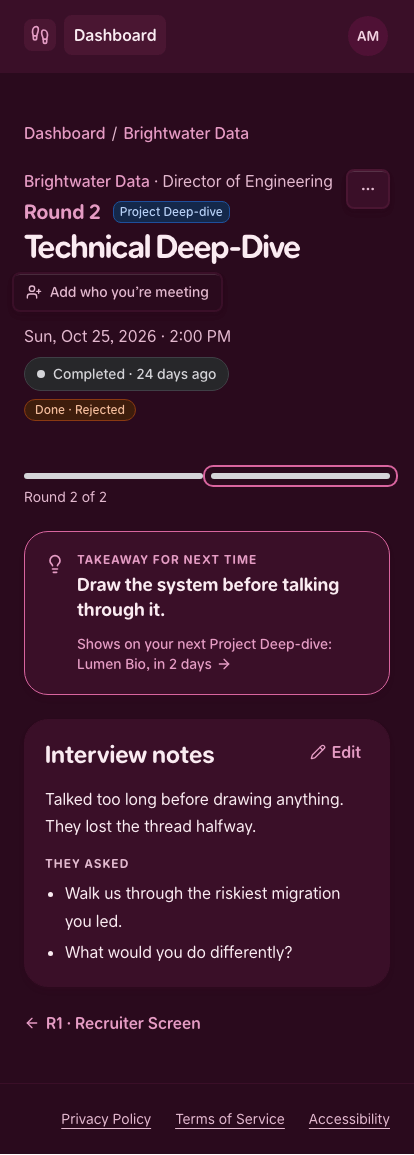 Dashboard
AM
Dashboard / Brightwater Data
Brightwater Data · Director of Engineering
...
Round 2 Project Deep-dive
Technical Deep-Dive
Add who you’re meeting
Sun, Oct 25, 2026 · 2:00 PM
Completed · 24 days ago
Done · Rejected
Round 2 of 2
TAKEAWAY FOR NEXT TIME
Draw the system before talking
through it.
Shows on your next Project Deep-dive:
Lumen Bio, in 2 days →
Interview notes
Edit
Talked too long before drawing anything.
They lost the thread halfway.
THEY ASKED
• Walk us through the riskiest migration
you led.
• What would you do differently?
← R1 · Recruiter Screen
Privacy Policy Terms of Service Accessibility